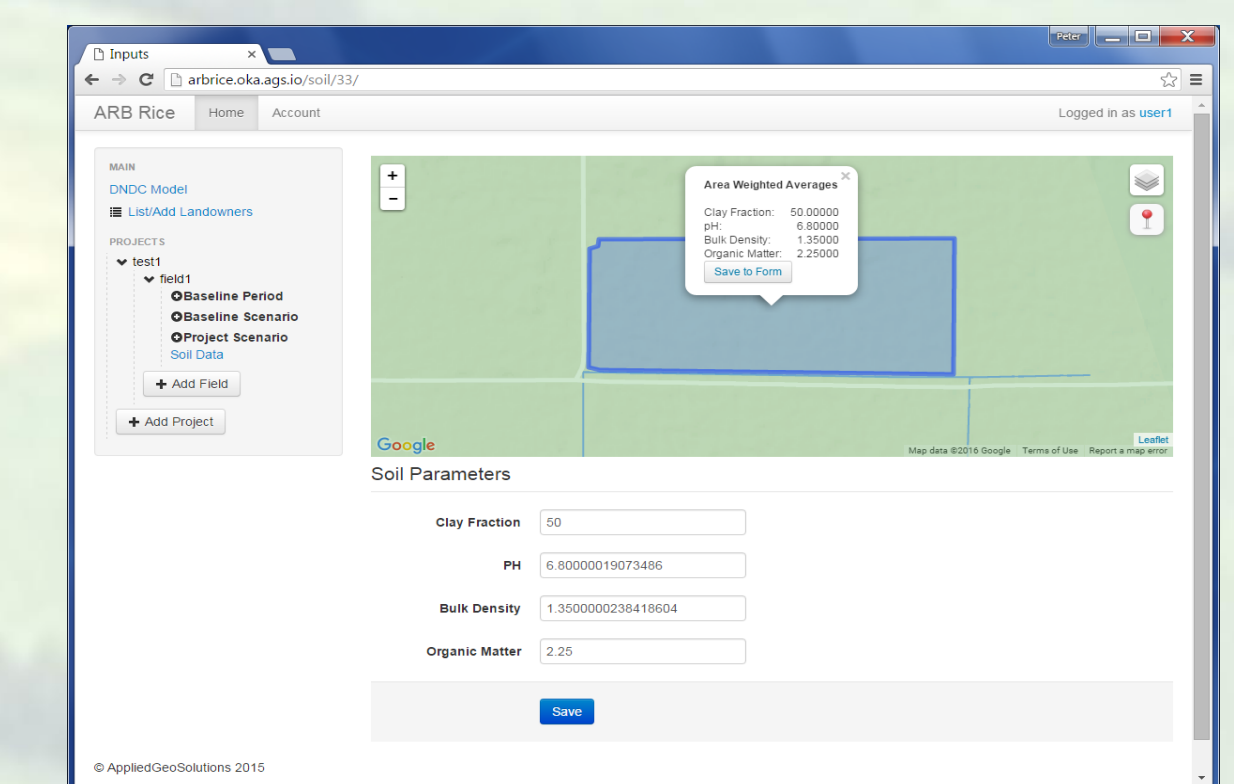 Peter
Inputs
arbrice.oka.ags.io/soil/33/
ARB Rice Home Account Logged in as user1
MAIN
DNDC Model
List/Add Landowners
PROJECTS
test1
field1
Baseline Period
Baseline Scenario
Project Scenario
Soil Data
+ Add Field
+ Add Project
+
−
Area Weighted Averages ×
Clay Fraction: 50.00000
pH: 6.80000
Bulk Density: 1.35000
Organic Matter: 2.25000
Save to Form
Google
Leaflet
Map data ©2016 Google Terms of Use Report a map error
Soil Parameters
Clay Fraction 50
PH 6.80000019073486
Bulk Density 1.3500000238418604
Organic Matter 2.25
Save
© AppliedGeoSolutions 2015